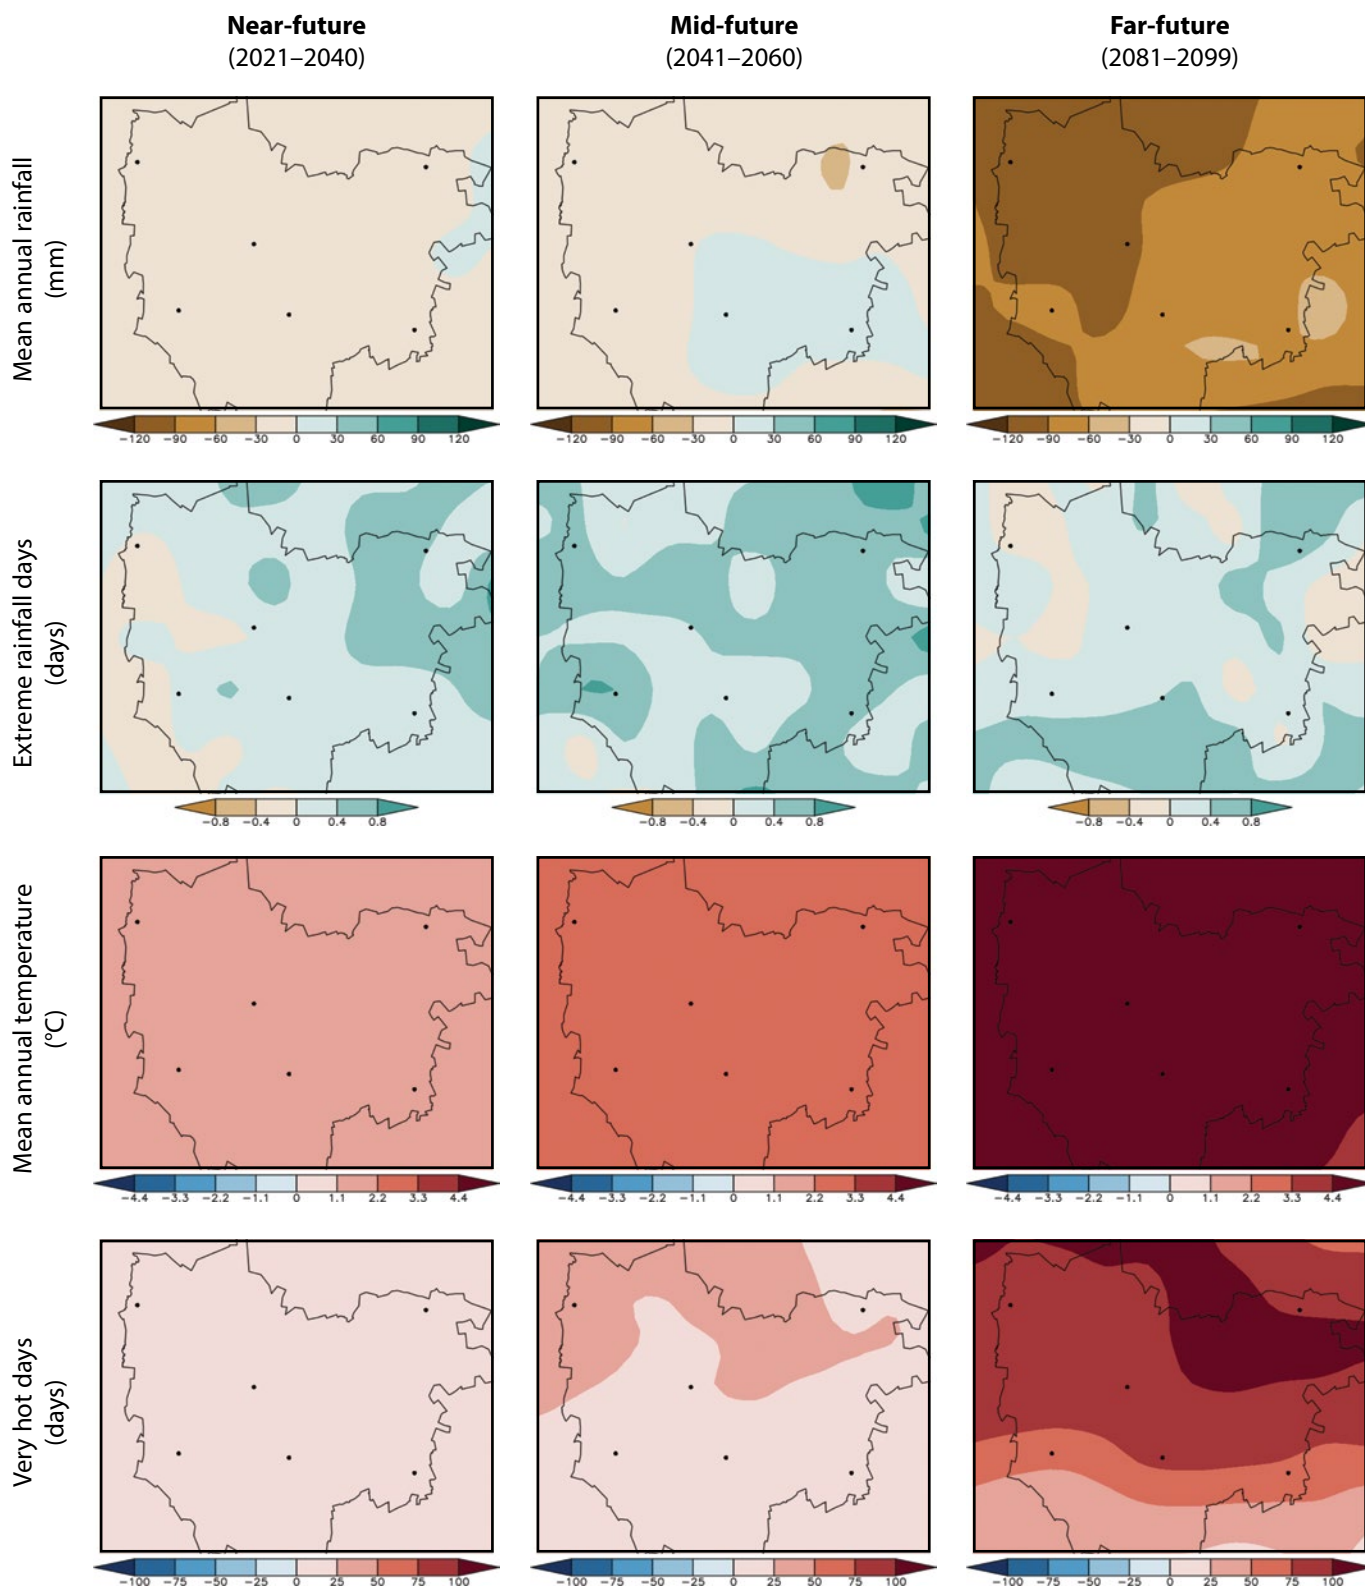 Near-future
(2021–2040)
Mid-future
(2041–2060)
Far-future
(2081–2099)
Mean annual rainfall
(mm)
−120 −90 −60 −30 0 30 60 90 120
−120 −90 −60 −30 0 30 60 90 120
−120 −90 −60 −30 0 30 60 90 120
Extreme rainfall days
(days)
−0.8 −0.4 0 0.4 0.8
−0.8 −0.4 0 0.4 0.8
−0.8 −0.4 0 0.4 0.8
Mean annual temperature
(°C)
−4.4 −3.3 −2.2 −1.1 0 1.1 2.2 3.3 4.4
−4.4 −3.3 −2.2 −1.1 0 1.1 2.2 3.3 4.4
−4.4 −3.3 −2.2 −1.1 0 1.1 2.2 3.3 4.4
Very hot days
(days)
−100 −75 −50 −25 0 25 50 75 100
−100 −75 −50 −25 0 25 50 75 100
−100 −75 −50 −25 0 25 50 75 100